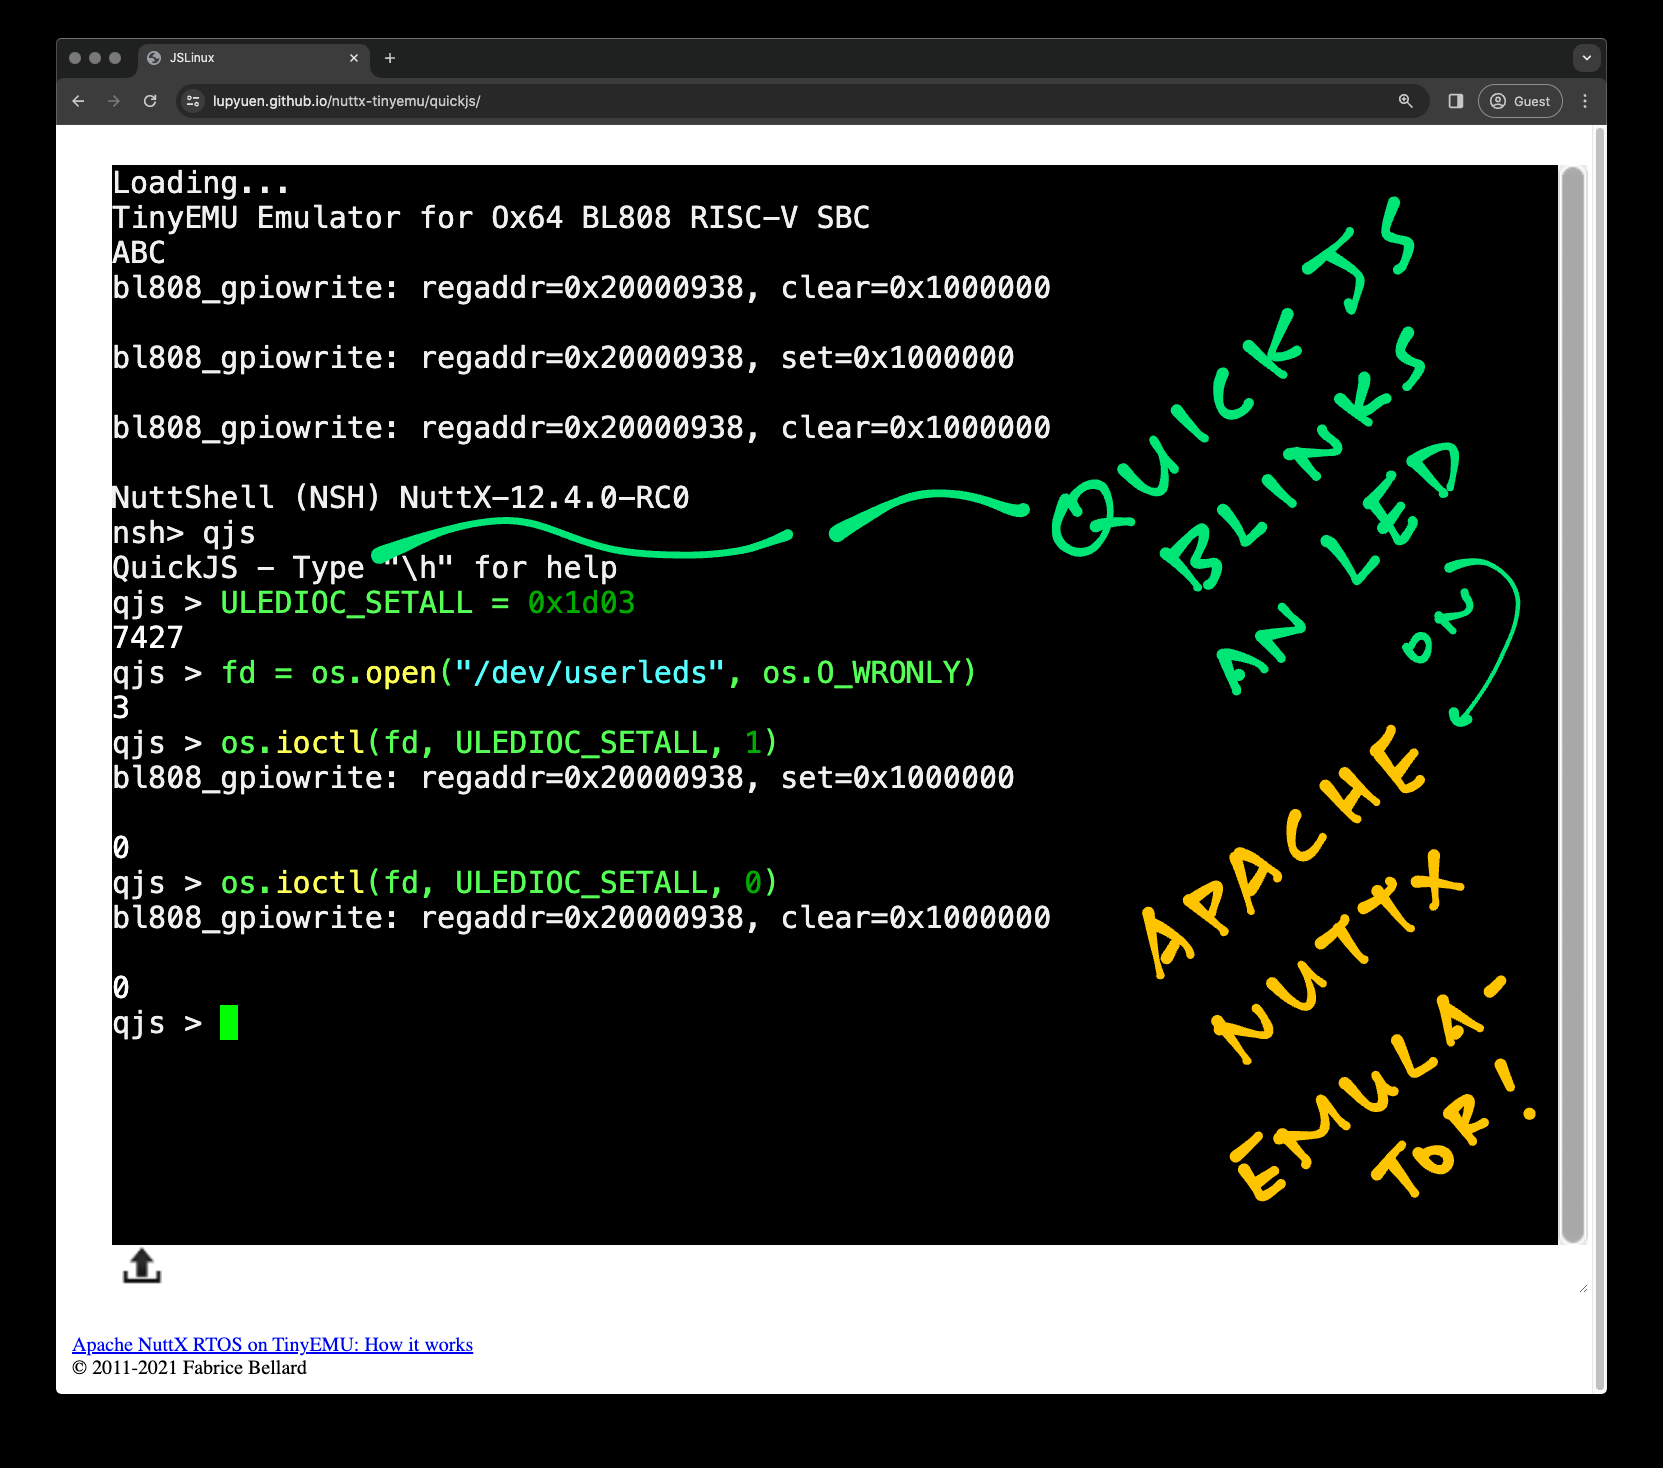 JSLinux
lupyuen.github.io/nuttx-tinyemu/quickjs/
Guest
Loading...
TinyEMU Emulator for Ox64 BL808 RISC-V SBC
ABC
bl808_gpiowrite: regaddr=0x20000938, clear=0x1000000
bl808_gpiowrite: regaddr=0x20000938, set=0x1000000
bl808_gpiowrite: regaddr=0x20000938, clear=0x1000000
NuttShell (NSH) NuttX-12.4.0-RC0
nsh> qjs
QuickJS - Type "\h" for help
qjs > ULEDIOC_SETALL = 0x1d03
7427
qjs > fd = os.open("/dev/userleds", os.O_WRONLY)
3
qjs > os.ioctl(fd, ULEDIOC_SETALL, 1)
bl808_gpiowrite: regaddr=0x20000938, set=0x1000000
0
qjs > os.ioctl(fd, ULEDIOC_SETALL, 0)
bl808_gpiowrite: regaddr=0x20000938, clear=0x1000000
0
qjs >
QUICK JS
BLINKS
AN LED
ON
APACHE
NUTTX
EMULA-
TOR!
Apache NuttX RTOS on TinyEMU: How it works
© 2011-2021 Fabrice Bellard